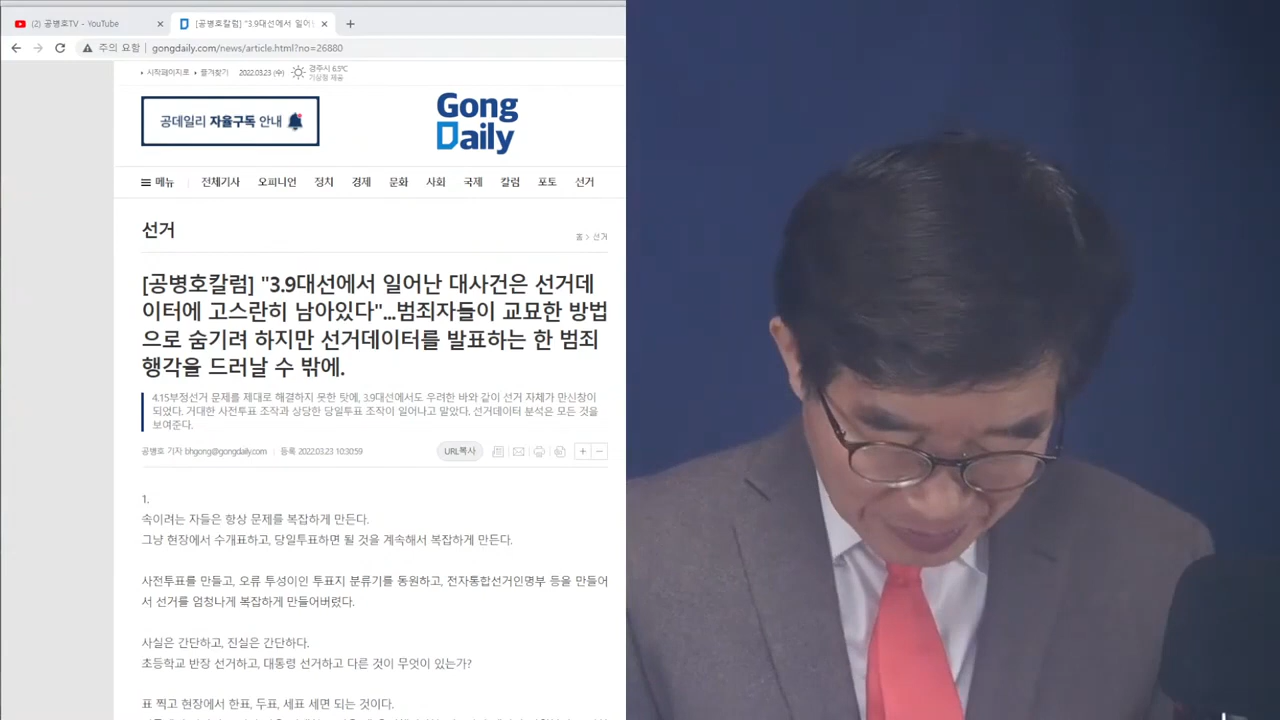 (2) 공병호TV - YouTube
[공병호칼럼] "3.9대선에서 일어
주의 요함
gongdaily.com/news/article.html?no=26880
시작페이지로
즐겨찾기
2022.03.23 (수)
경주시 6.5℃
기상청 제공
공데일리 자율구독 안내
Gong
Daily
메뉴
전체기사
오피니언
정치
경제
문화
사회
국제
칼럼
포토
선거
선거
홈 > 선거
[공병호칼럼] "3.9대선에서 일어난 대사건은 선거데
이터에 고스란히 남아있다"...범죄자들이 교묘한 방법
으로 숨기려 하지만 선거데이터를 발표하는 한 범죄
행각을 드러날 수 밖에.
4.15부정선거 문제를 제대로 해결하지 못한 탓에, 3.9대선에서도 우려한 바와 같이 선거 자체가 만신창이
되었다. 거대한 사전투표 조작과 상당한 당일투표 조작이 일어나고 말았다. 선거데이터 분석은 모든 것을
보여준다.
공병호 기자 bhgong@gongdaily.com
등록 2022.03.23 10:30:59
URL복사
1.
속이려는 자들은 항상 문제를 복잡하게 만든다.
그냥 현장에서 수개표하고, 당일투표하면 될 것을 계속해서 복잡하게 만든다.
사전투표를 만들고, 오류 투성이인 투표지 분류기를 동원하고, 전자통합선거인명부 등을 만들어
서 선거를 엄청나게 복잡하게 만들어버렸다.
사실은 간단하고, 진실은 간단하다.
초등학교 반장 선거하고, 대통령 선거하고 다른 것이 무엇이 있는가?
표 찍고 현장에서 한표, 두표, 세표 세면 되는 것이다.